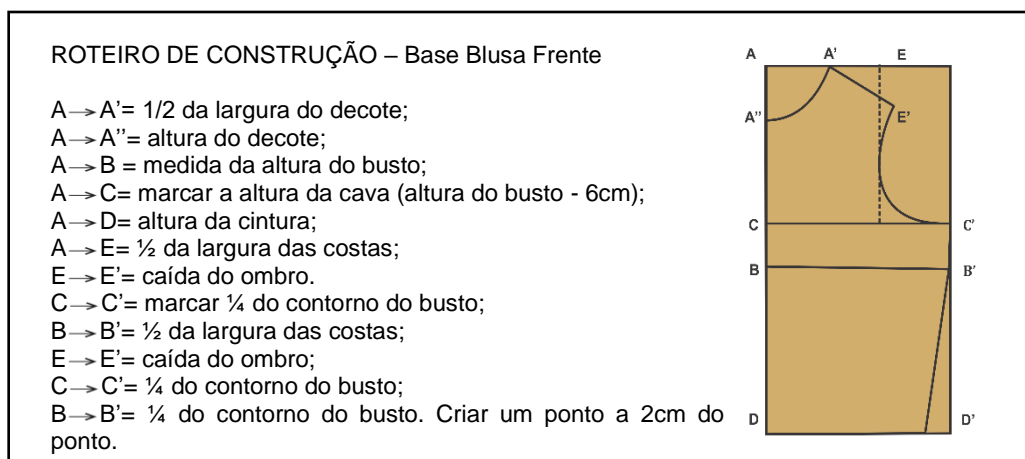 ROTEIRO DE CONSTRUÇÃO – Base Blusa Frente
A→A'= 1/2 da largura do decote;
A→A''= altura do decote;
A→B = medida da altura do busto;
A→C= marcar a altura da cava (altura do busto - 6cm);
A→D= altura da cintura;
A→E= ½ da largura das costas;
E→E'= caída do ombro.
C→C'= marcar ¼ do contorno do busto;
B→B'= ½ da largura das costas;
E→E'= caída do ombro;
C→C'= ¼ do contorno do busto;
B→B'= ¼ do contorno do busto. Criar um ponto a 2cm do
ponto.
A A' E
A''
E'
C C'
B B'
D D'